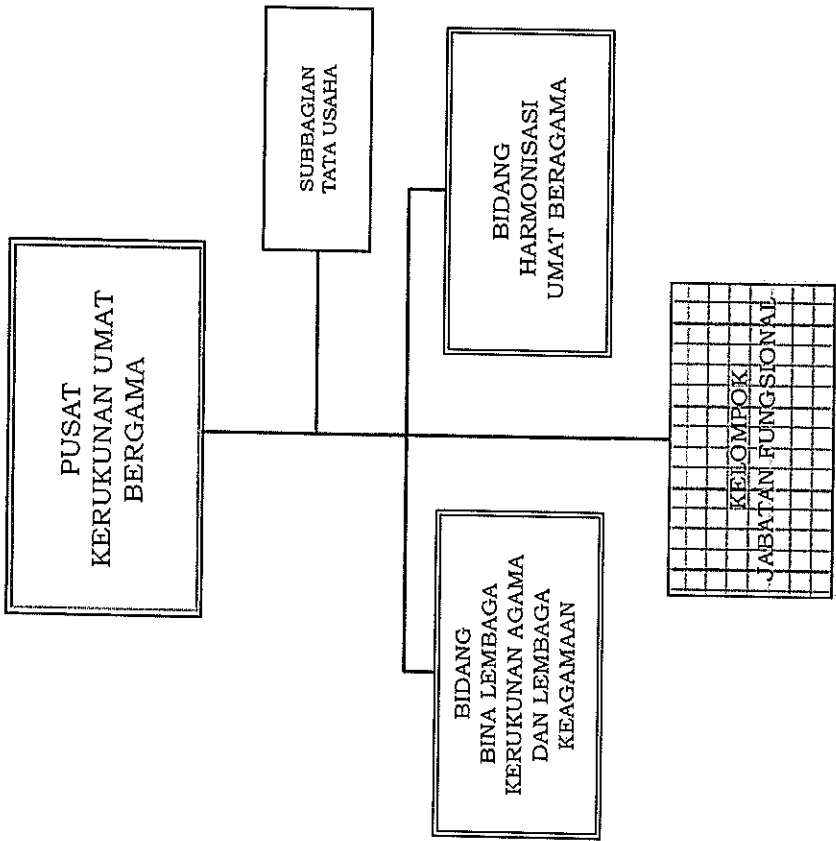 PUSAT
KERUKUNAN UMAT
BERGAMA
SUBBAGIAN
TATA USAHA
BIDANG
BINA LEMBAGA
KERUKUNAN AGAMA
DAN LEMBAGA
KEAGAMAAN
BIDANG
HARMONISASI
UMAT BERAGAMA
KELOMPOK
JABATAN FUNGSIONAL